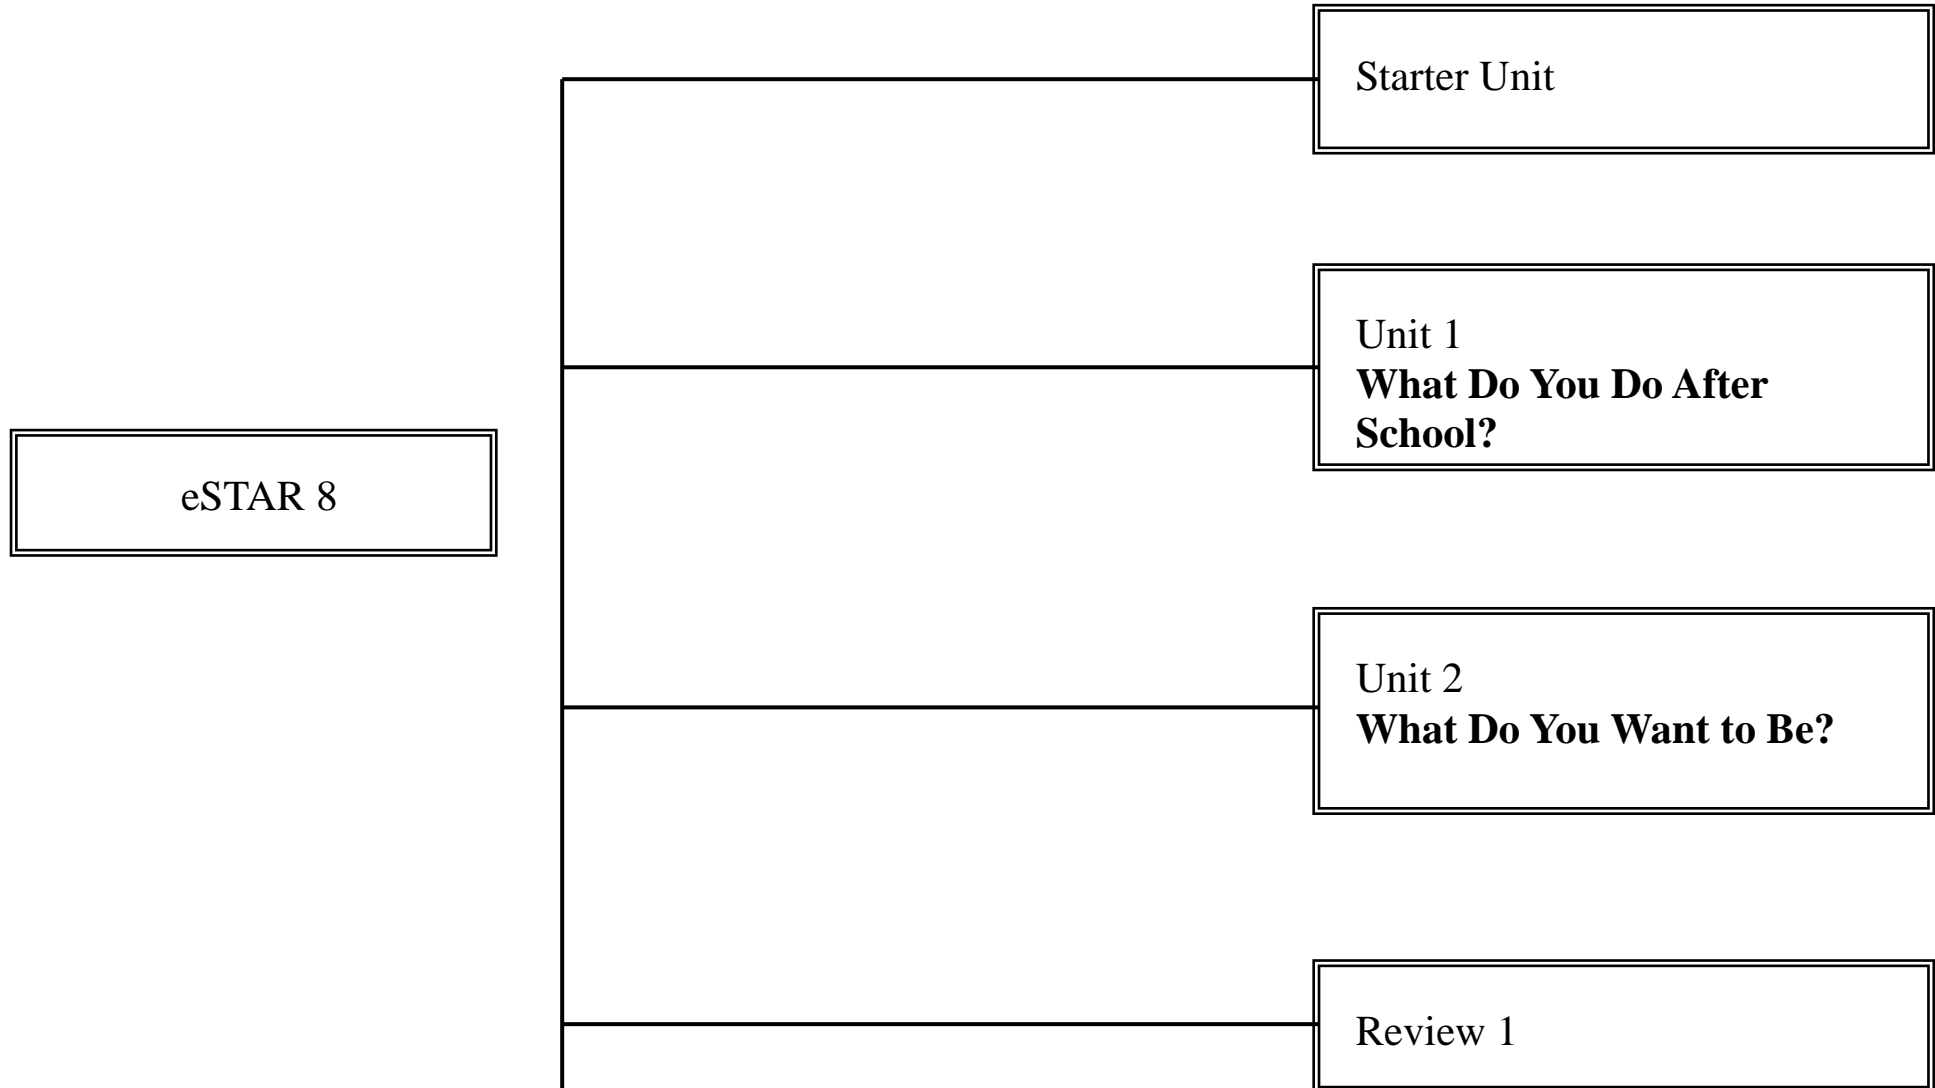 Starter Unit
Unit 1
What Do You Do After
School?
eSTAR 8
Unit 2
What Do You Want to Be?
Review 1